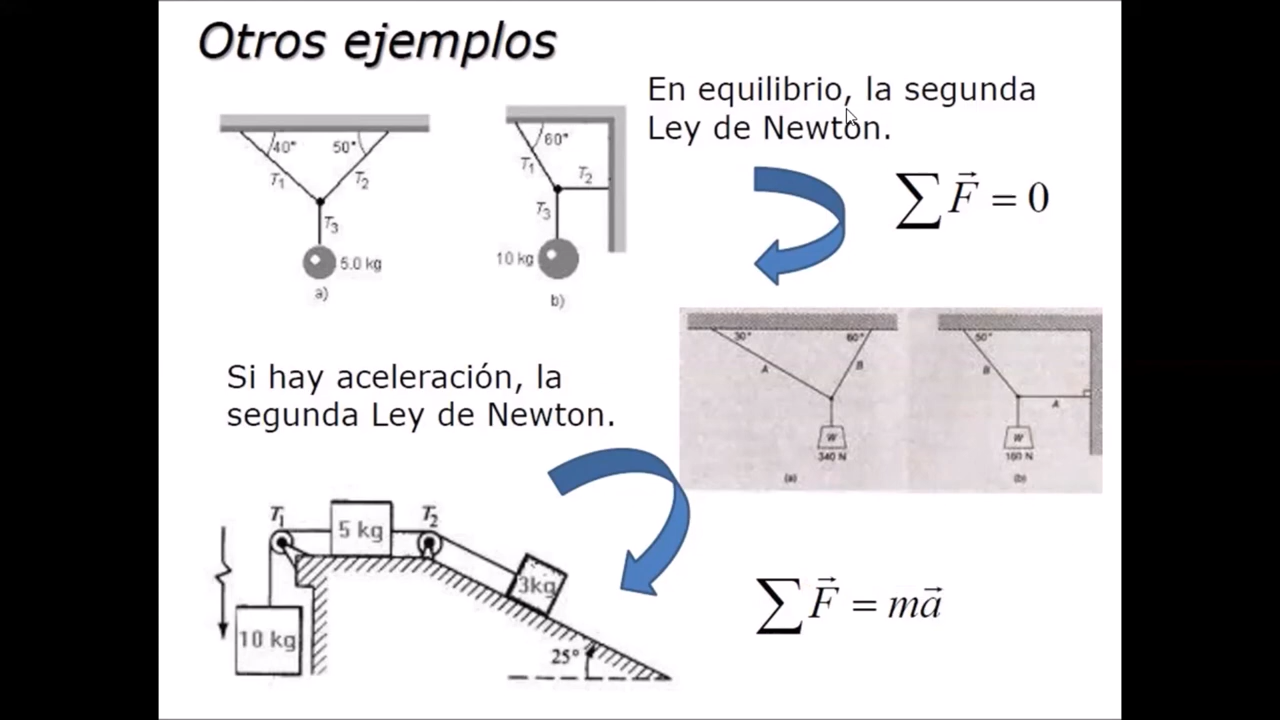 Otros ejemplos
En equilibrio, la segunda
Ley de Newton.
∑F⃗ = 0
40° 50°
T₁ T₂
T₃
5.0 kg
a)
60°
T₁ T₂
T₃
10 kg
b)
30° 60°
A B
W
340 N
(a)
50°
B A
W
160 N
(b)
Si hay aceleración, la
segunda Ley de Newton.
T₁ 5 kg T₂
3kg
10 kg
25°
∑F⃗ = ma⃗